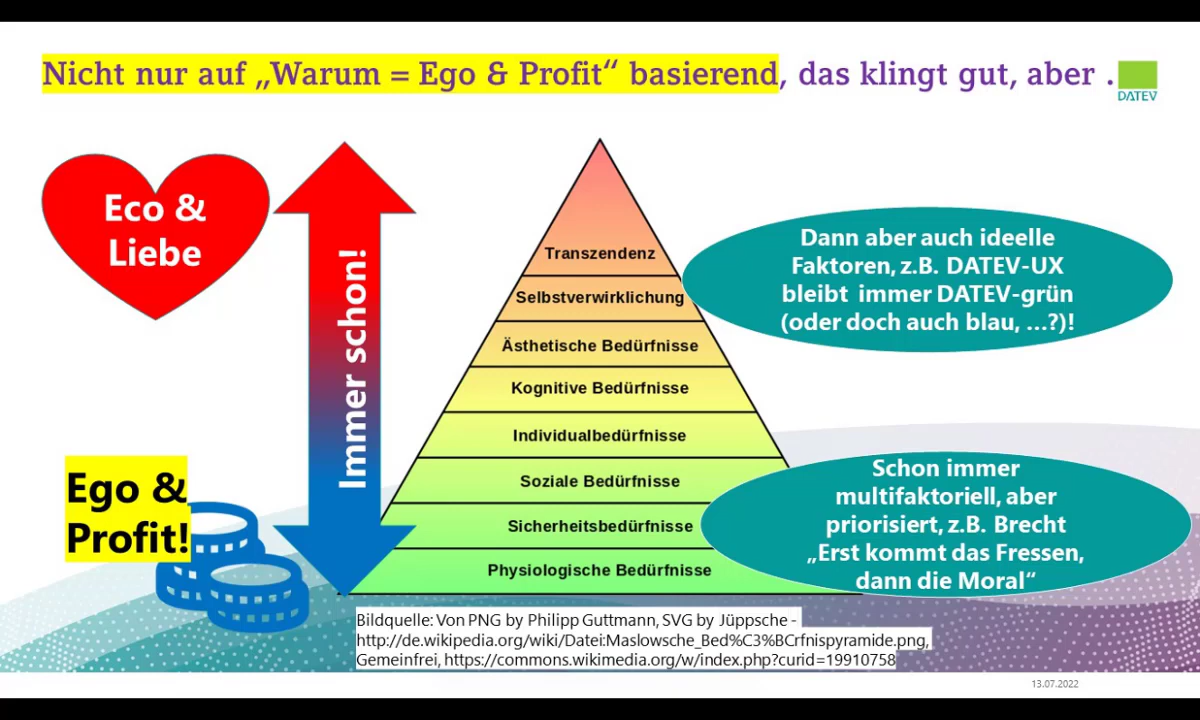 Nicht nur auf „Warum = Ego & Profit“ basierend, das klingt gut, aber .
DATEV
Eco &
Liebe
Immer schon!
Ego &
Profit!
Transzendenz
Selbstverwirklichung
Ästhetische Bedürfnisse
Kognitive Bedürfnisse
Individualbedürfnisse
Soziale Bedürfnisse
Sicherheitsbedürfnisse
Physiologische Bedürfnisse
Dann aber auch ideelle
Faktoren, z.B. DATEV-UX
bleibt immer DATEV-grün
(oder doch auch blau, ...?)!
Schon immer
multifaktoriell, aber
priorisiert, z.B. Brecht
„Erst kommt das Fressen,
dann die Moral“
Bildquelle: Von PNG by Philipp Guttmann, SVG by Jüppsche -
http://de.wikipedia.org/wiki/Datei:Maslowsche_Bed%C3%BCrfnispyramide.png,
Gemeinfrei, https://commons.wikimedia.org/w/index.php?curid=19910758
13.07.2022